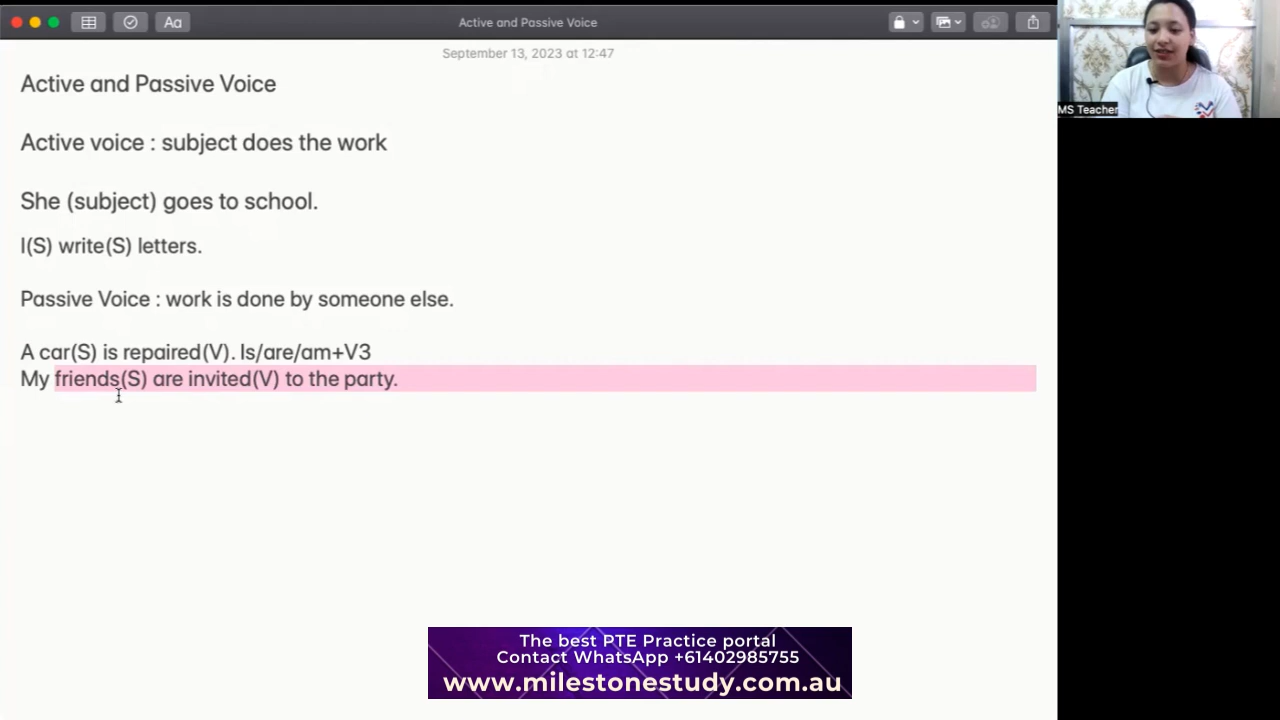 Aa
Active and Passive Voice
September 13, 2023 at 12:47
Active and Passive Voice
Active voice : subject does the work
She (subject) goes to school.
I(S) write(S) letters.
Passive Voice : work is done by someone else.
A car(S) is repaired(V). Is/are/am+V3
My friends(S) are invited(V) to the party.
MS Teacher
The best PTE Practice portal
Contact WhatsApp +61402985755
www.milestonestudy.com.au